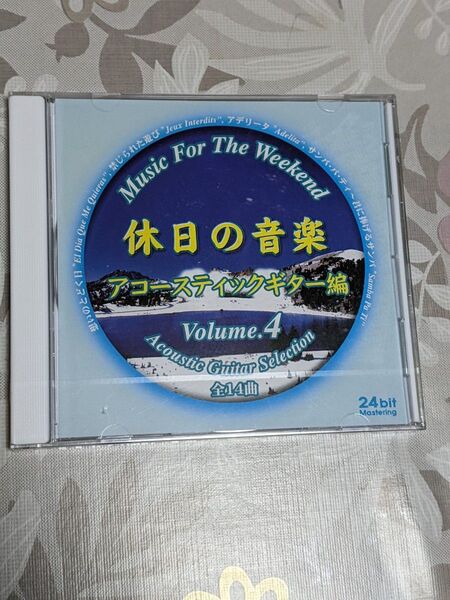 想いのとどく日 "El Dia Que Me Quieras", 禁じられた遊び "Jeux Interdits", アデリータ "Adelita", サンバ・パ・ティ~君に捧げるサンバ "Samba Pa Ti"
Music For The Weekend
休日の音楽
アコースティックギター編
Volume.4
Acoustic Guitar Selection
全14曲
24bit
Mastering